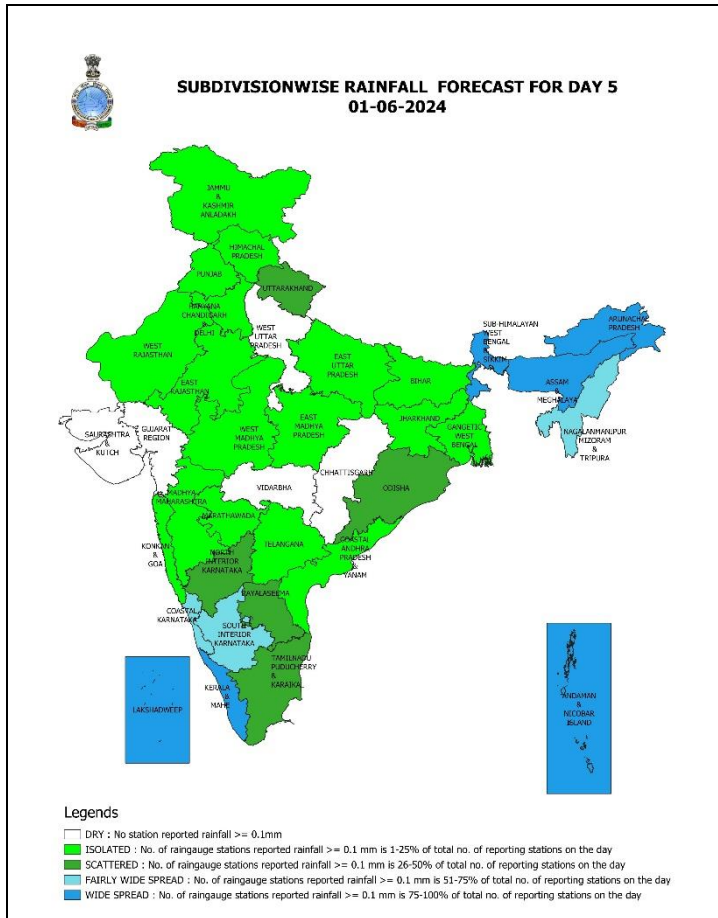 SUBDIVISIONWISE RAINFALL FORECAST FOR DAY 5
01-06-2024
JAMMU
&
KASHMIR
ANLADAKH
HIMACHAL
PRADESH
PUNJAB
UTTARAKHAND
HARYANA
CHANDIGARH
&
DELHI
WEST
UTTAR
PRADESH
SUB-HIMALAYAN
WEST
BENGAL
&
SIKKIM
ARUNACHAL
PRADESH
WEST
RAJASTHAN
EAST
RAJASTHAN
EAST
UTTAR
PRADESH
BIHAR
ASSAM
&
MEGHALAYA
NAGALANMANIPUR
MIZORAM
&
TRIPURA
SAURASHTRA
&
KUTCH
GUJARAT
REGION
WEST
MADHYA
PRADESH
EAST
MADHYA
PRADESH
JHARKHAND
GANGETIC
WEST
BENGAL
CHHATTISGARH
ODISHA
VIDARBHA
MADHYA
MAHARASHTRA
MARATHAWADA
KONKAN
&
GOA
TELANGANA
COASTAL
ANDHRA
PRADESH
&
YANAM
NORTH
INTERIOR
KARNATAKA
RAYALASEEMA
COASTAL
KARNATAKA
SOUTH
INTERIOR
KARNATAKA
TAMILNADU
PUDUCHERRY
&
KARAIKAL
KERALA
&
MAHE
LAKSHADWEEP
ANDAMAN
&
NICOBAR
ISLAND
Legends
DRY : No station reported rainfall >= 0.1mm
ISOLATED : No. of raingauge stations reported rainfall >= 0.1 mm is 1-25% of total no. of reporting stations on the day
SCATTERED : No. of raingauge stations reported rainfall >= 0.1 mm is 26-50% of total no. of reporting stations on the day
FAIRLY WIDE SPREAD : No. of raingauge stations reported rainfall >= 0.1 mm is 51-75% of total no. of reporting stations on the day
WIDE SPREAD : No. of raingauge stations reported rainfall >= 0.1 mm is 75-100% of total no. of reporting stations on the day